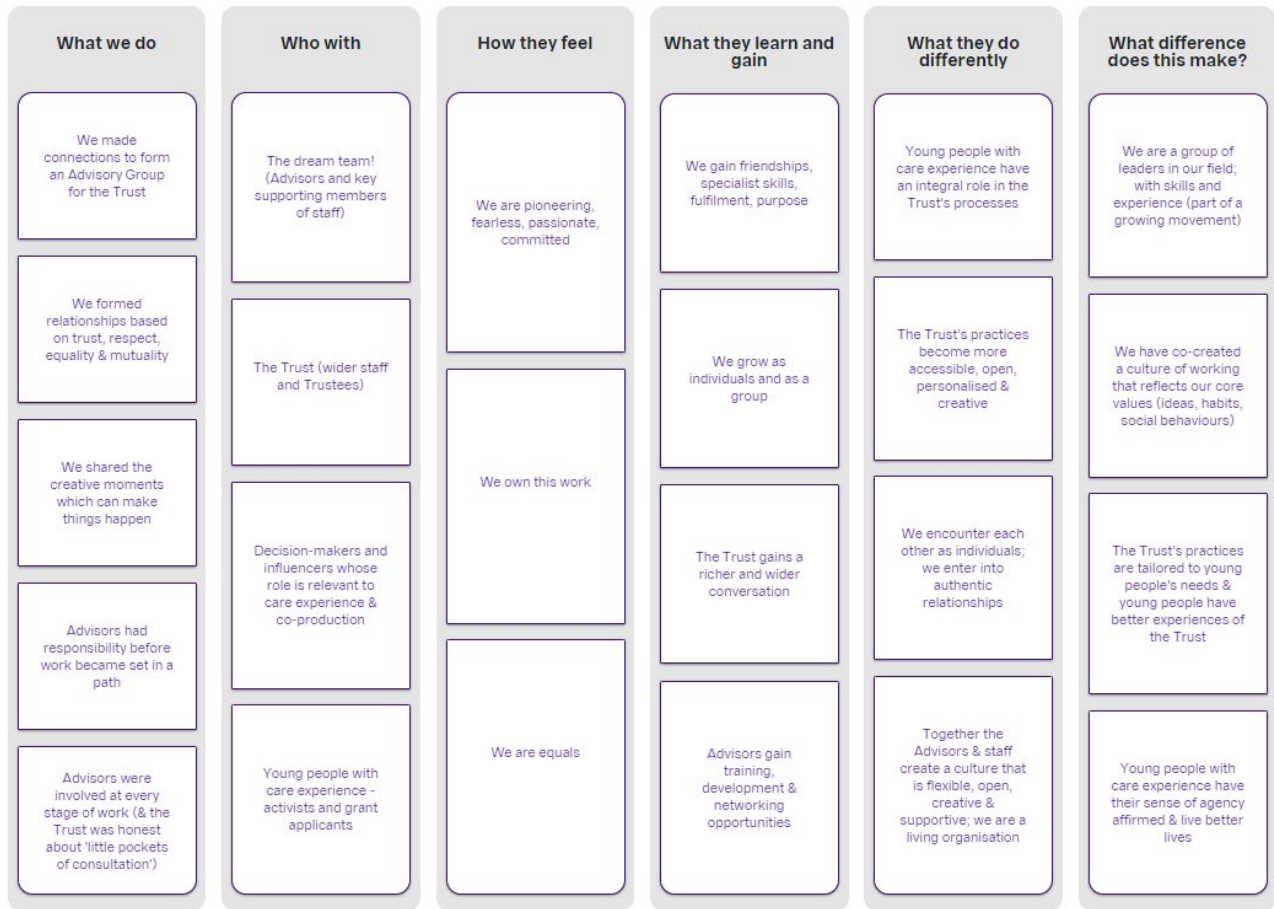 What we do
We made
connections to form
an Advisory Group
for the Trust
We formed
relationships based
on trust, respect,
equality & mutuality
We shared the
creative moments
which can make
things happen
Advisors had
responsibility before
work became set in a
path
Advisors were
involved at every
stage of work (& the
Trust was honest
about 'little pockets
of consultation')
Who with
The dream team!
(Advisors and key
supporting members
of staff)
The Trust (wider staff
and Trustees)
Decision-makers and
influencers whose
role is relevant to
care experience &
co-production
Young people with
care experience -
activists and grant
applicants
How they feel
We are pioneering,
fearless, passionate,
committed
We own this work
We are equals
What they learn and
gain
We gain friendships,
specialist skills,
fulfilment, purpose
We grow as
individuals and as a
group
The Trust gains a
richer and wider
conversation
Advisors gain
training,
development &
networking
opportunities
What they do
differently
Young people with
care experience have
an integral role in the
Trust's processes
The Trust's practices
become more
accessible, open,
personalised &
creative
We encounter each
other as individuals;
we enter into
authentic
relationships
Together the
Advisors & staff
create a culture that
is flexible, open,
creative &
supportive; we are a
living organisation
What difference
does this make?
We are a group of
leaders in our field;
with skills and
experience (part of a
growing movement)
We have co-created
a culture of working
that reflects our core
values (ideas, habits,
social behaviours)
The Trust's practices
are tailored to young
people's needs &
young people have
better experiences of
the Trust
Young people with
care experience have
their sense of agency
affirmed & live better
lives